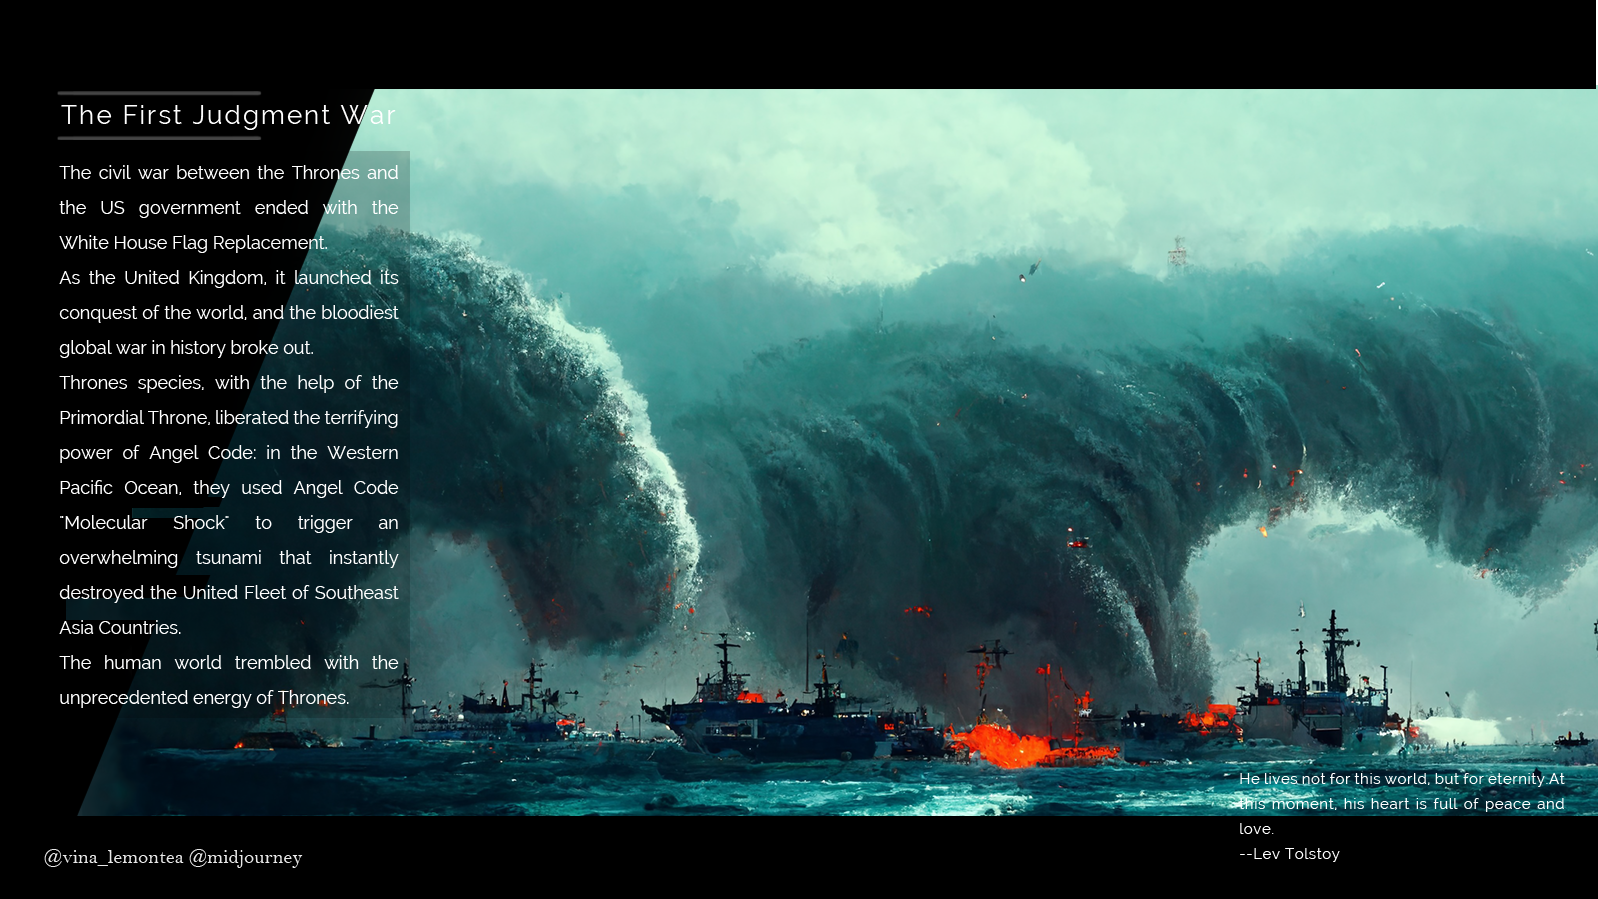 The First Judgment War
The civil war between the Thrones and
the US government ended with the
White House Flag Replacement.
As the United Kingdom, it launched its
conquest of the world, and the bloodiest
global war in history broke out.
Thrones species, with the help of the
Primordial Throne, liberated the terrifying
power of Angel Code: in the Western
Pacific Ocean, they used Angel Code
"Molecular Shock" to trigger an
overwhelming tsunami that instantly
destroyed the United Fleet of Southeast
Asia Countries.
The human world trembled with the
unprecedented energy of Thrones.
He lives not for this world, but for eternity.At
this moment, his heart is full of peace and
love.
--Lev Tolstoy
@vina_lemontea @midjourney